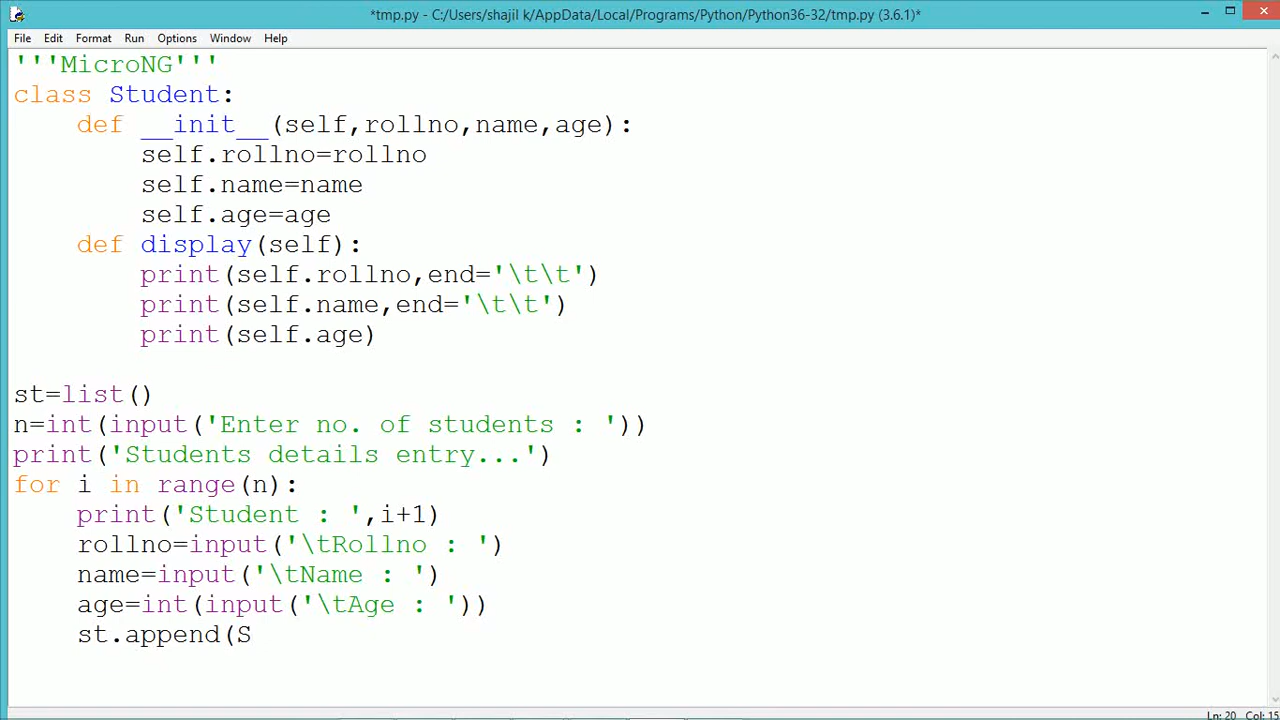 *tmp.py - C:/Users/shajil k/AppData/Local/Programs/Python/Python36-32/tmp.py (3.6.1)*
File Edit Format Run Options Window Help
'''MicroNG'''
class Student:
    def __init__(self,rollno,name,age):
        self.rollno=rollno
        self.name=name
        self.age=age
    def display(self):
        print(self.rollno,end='\t\t')
        print(self.name,end='\t\t')
        print(self.age)

st=list()
n=int(input('Enter no. of students : '))
print('Students details entry...')
for i in range(n):
    print('Student : ',i+1)
    rollno=input('\tRollno : ')
    name=input('\tName : ')
    age=int(input('\tAge : '))
    st.append(S
Ln: 20 Col: 15